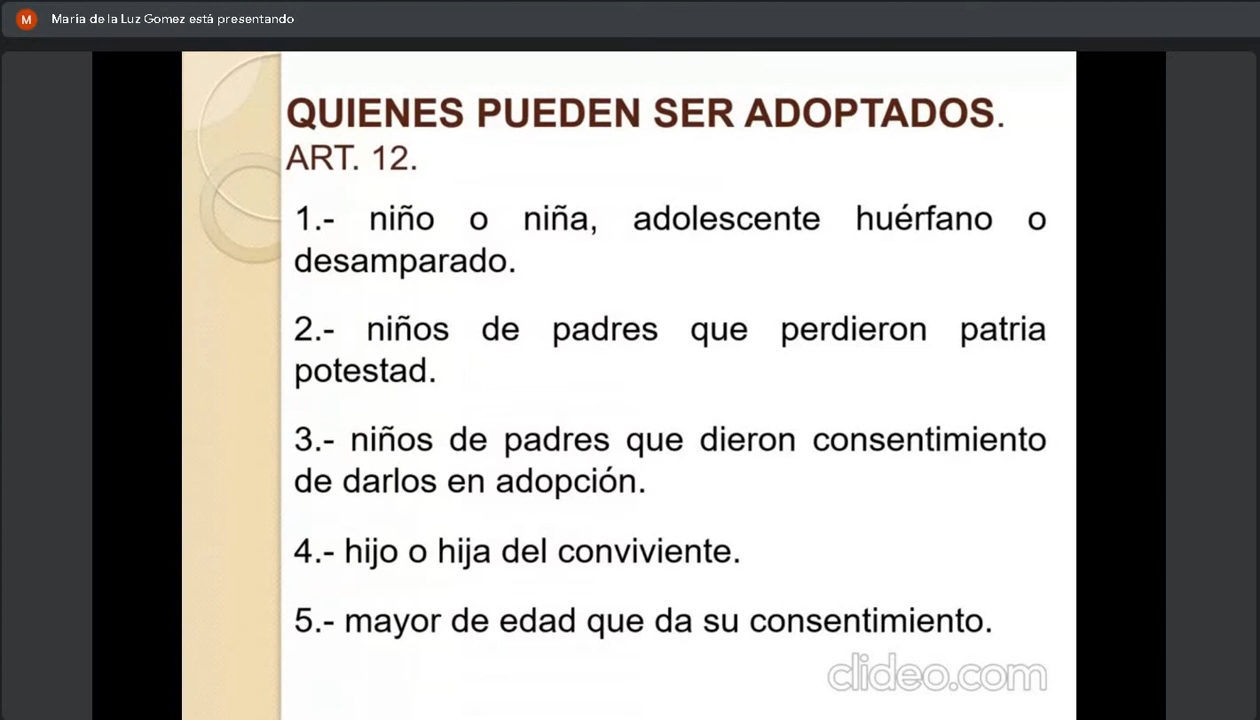 M María de la Luz Gomez está presentando
QUIENES PUEDEN SER ADOPTADOS.
ART. 12.
1.- niño o niña, adolescente huérfano o
desamparado.
2.- niños de padres que perdieron patria
potestad.
3.- niños de padres que dieron consentimiento
de darlos en adopción.
4.- hijo o hija del conviviente.
5.- mayor de edad que da su consentimiento.
clideo.com